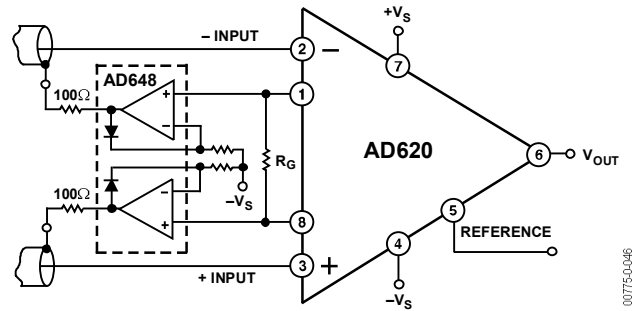 +VS
– INPUT
2
–
7
AD648
100Ω
+
1
–
AD620
RG
6
VOUT
–VS
100Ω
–
5
+
8
4
REFERENCE
3
+
+ INPUT
–VS
00775-0-046